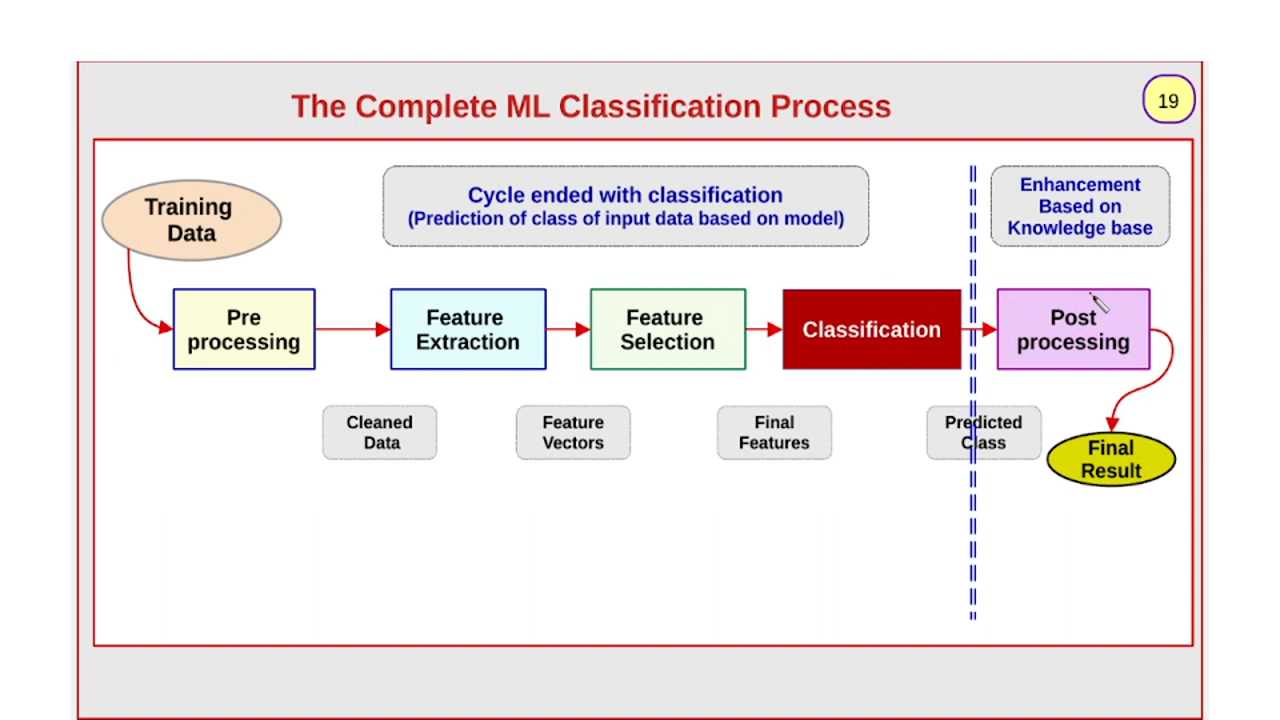 The Complete ML Classification Process
19
Training
Data
Cycle ended with classification
(Prediction of class of input data based on model)
Enhancement
Based on
Knowledge base
Pre
processing
Feature
Extraction
Feature
Selection
Classification
Post
processing
Cleaned
Data
Feature
Vectors
Final
Features
Predicted
Class
Final
Result